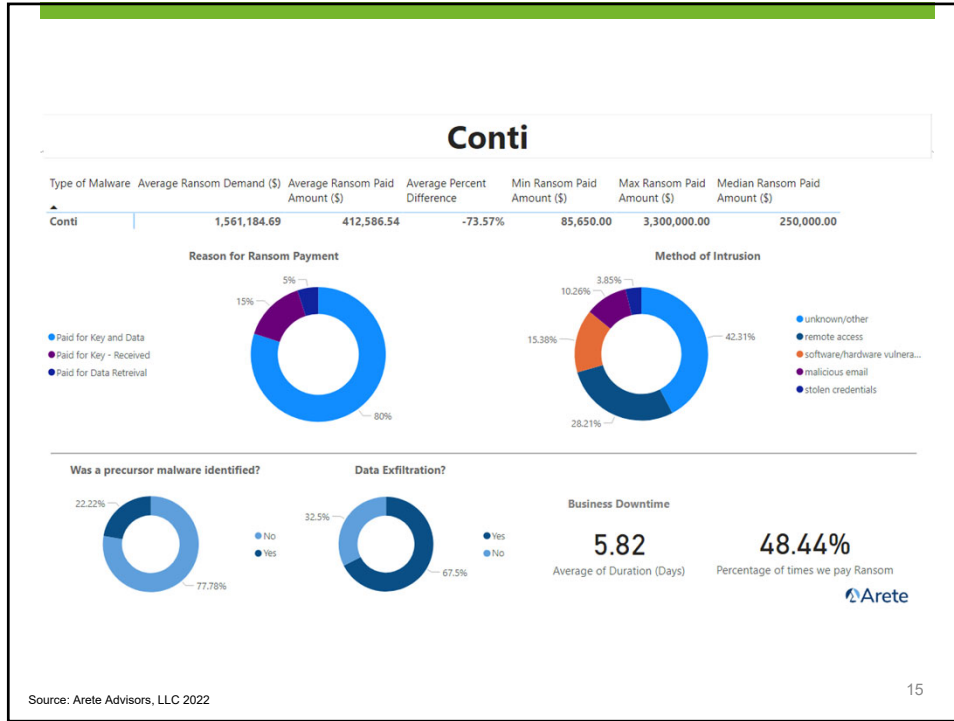 Conti
Type of Malware Average Ransom Demand ($) Average Ransom Paid Amount ($) Average Percent Difference Min Ransom Paid Amount ($) Max Ransom Paid Amount ($) Median Ransom Paid Amount ($)
Conti 1,561,184.69 412,586.54 -73.57% 85,650.00 3,300,000.00 250,000.00
Reason for Ransom Payment
Paid for Key and Data
Paid for Key - Received
Paid for Data Retreival
5%
15%
80%
Method of Intrusion
3.85%
10.26%
15.38%
42.31%
28.21%
unknown/other
remote access
software/hardware vulnera...
malicious email
stolen credentials
Was a precursor malware identified?
22.22%
77.78%
No
Yes
Data Exfiltration?
32.5%
67.5%
Yes
No
Business Downtime
5.82
Average of Duration (Days)
48.44%
Percentage of times we pay Ransom
Arete
Source: Arete Advisors, LLC 2022
15